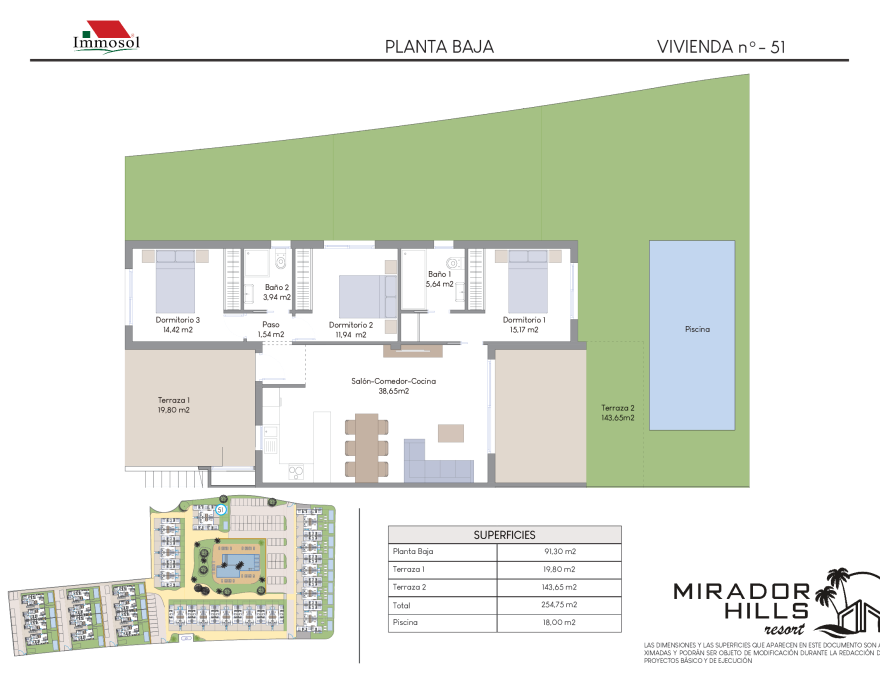 Immosol
PLANTA BAJA
VIVIENDA nº- 51
Dormitorio 3
14,42 m2
Baño 2
3,94 m2
Paso
1,54 m2
Dormitorio 2
11,94 m2
Baño 1
5,64 m2
Dormitorio 1
15,17 m2
Piscina
Salón-Comedor-Cocina
38,65m2
Terraza 1
19,80 m2
Terraza 2
143,65m2
51
SUPERFICIES
Planta Baja 91,30 m2
Terraza 1 19,80 m2
Terraza 2 143,65 m2
Total 254,75 m2
Piscina 18,00 m2
MIRADOR
HILLS
resort
LAS DIMENSIONES Y LAS SUPERFICIES QUE APARECEN EN ESTE DOCUMENTO SON A
XIMADAS Y PODRÁN SER OBJETO DE MODIFICACIÓN DURANTE LA REDACCIÓN D
PROYECTOS BÁSICO Y DE EJECUCIÓN